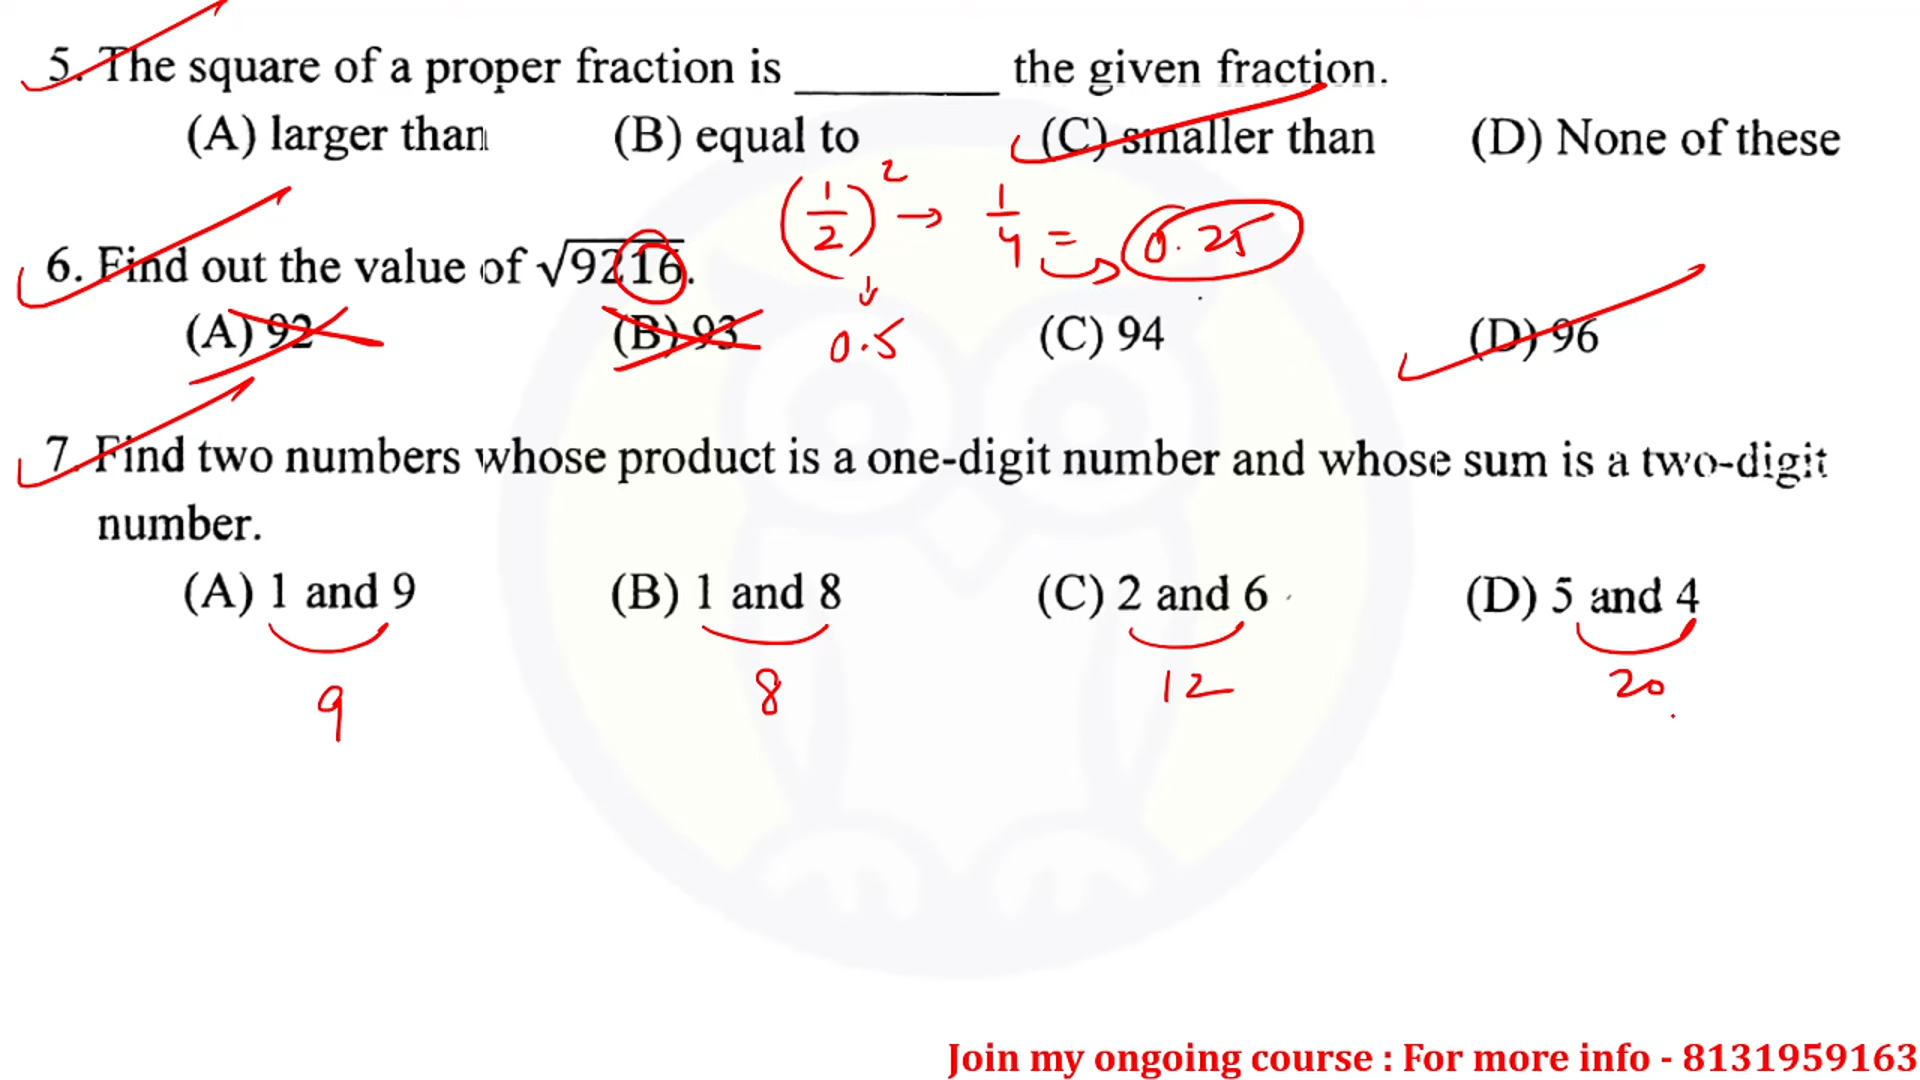 5. The square of a proper fraction is ________ the given fraction.
(A) larger than (B) equal to (C) smaller than (D) None of these
(1/2)² → 1/4 = 0.25
6. Find out the value of √9216.
0.5
(A) 92 (B) 93 (C) 94 (D) 96
7. Find two numbers whose product is a one-digit number and whose sum is a two-digit
number.
(A) 1 and 9 (B) 1 and 8 (C) 2 and 6 (D) 5 and 4
9 8 12 20
Join my ongoing course : For more info - 8131959163